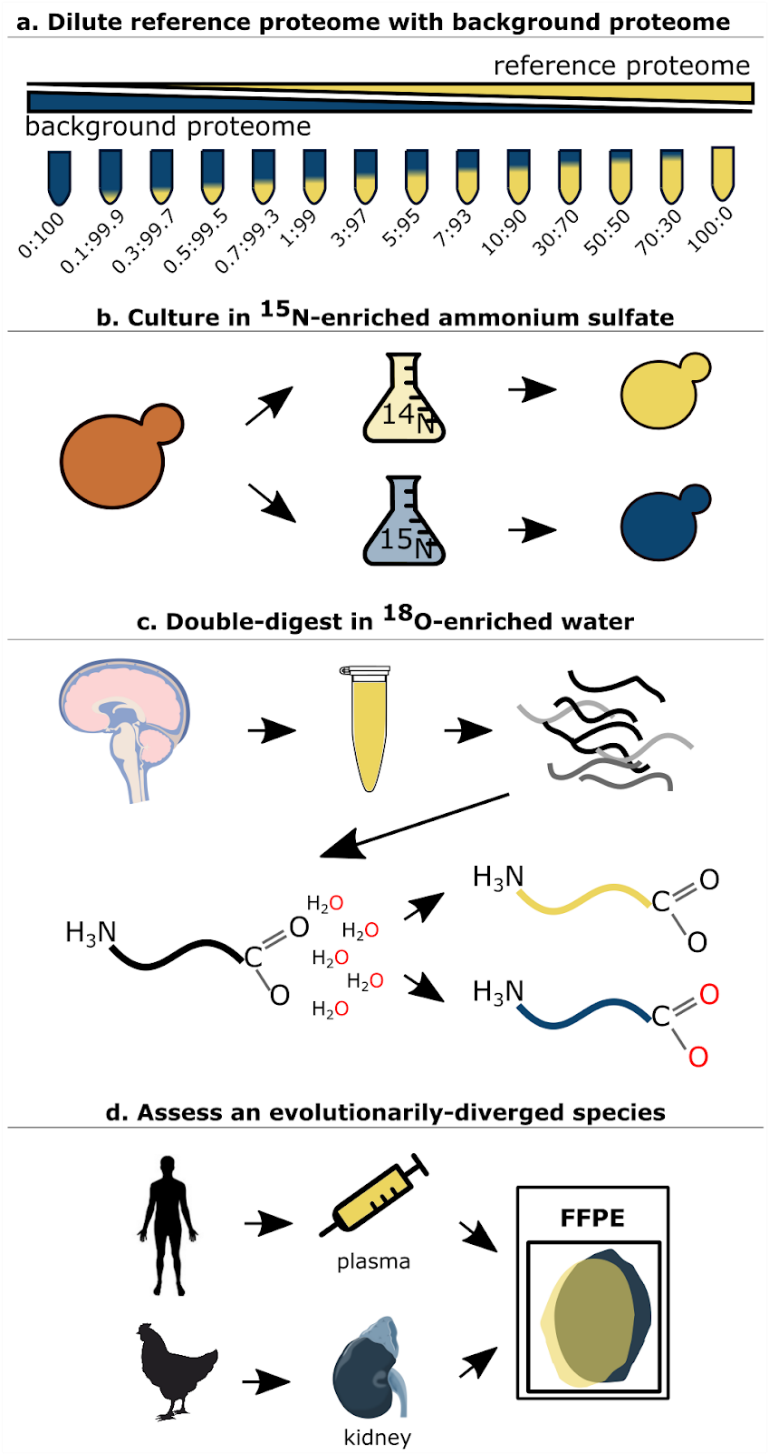 a. Dilute reference proteome with background proteome
reference proteome
background proteome
0:100 0.1:99.9 0.3:99.7 0.5:99.5 0.7:99.3 1:99 3:97 5:95 7:93 10:90 30:70 50:50 70:30 100:0
b. Culture in ¹⁵N-enriched ammonium sulfate
14N
15N
c. Double-digest in ¹⁸O-enriched water
H₃N C O O
H₂O
H₂O
H₂O
H₂O
H₂O
H₃N C O O
H₃N C O O
d. Assess an evolutionarily-diverged species
plasma
FFPE
kidney